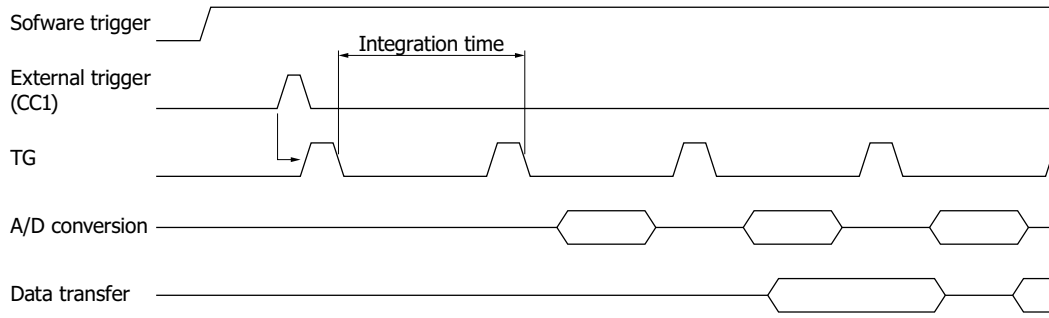 Sofware trigger
Integration time
External trigger
(CC1)
TG
A/D conversion
Data transfer